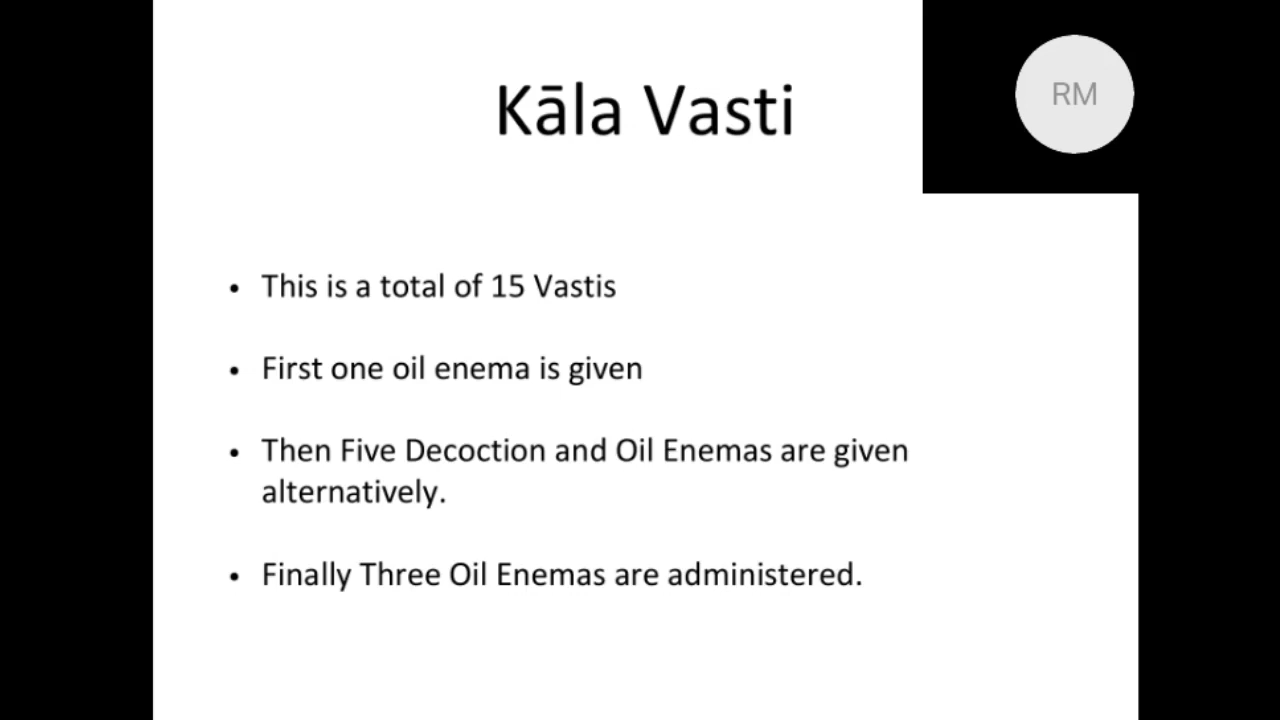 Kāla Vasti
RM
• This is a total of 15 Vastis
• First one oil enema is given
• Then Five Decoction and Oil Enemas are given
alternatively.
• Finally Three Oil Enemas are administered.